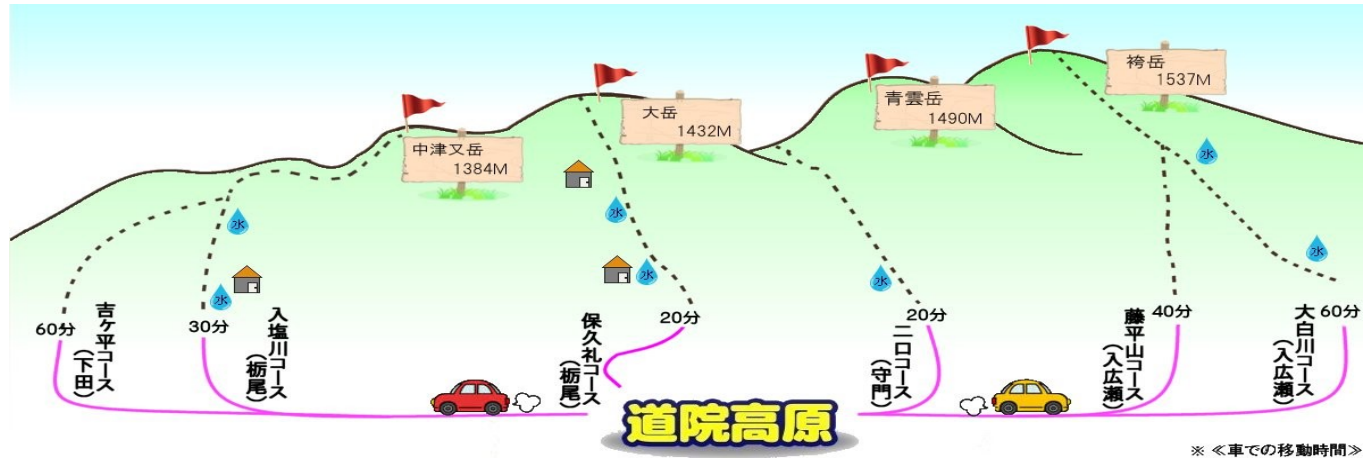 中津又岳
1384M
大岳
1432M
青雲岳
1490M
袴岳
1537M
水
水
水
水
水
水
水
60分
吉ケ平コース
(下田)
30分
入塩川コース
(栃尾)
保久礼コース
(栃尾)
20分
20分
二口コース
(守門)
藤平山コース
(入広瀬)
40分
大白川コース
(入広瀬)
60分
道院高原
※ ≪車での移動時間≫